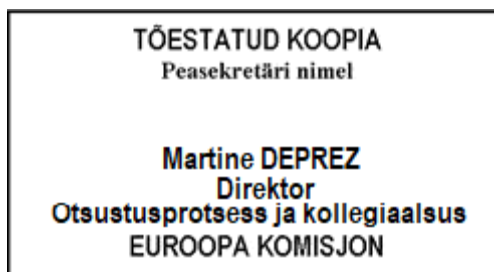 TÕESTATUD KOOPIA
Peasekretäri nimel
Martine DEPREZ
Direktor
Otsustusprotsess ja kollegiaalsus
EUROOPA KOMISJON